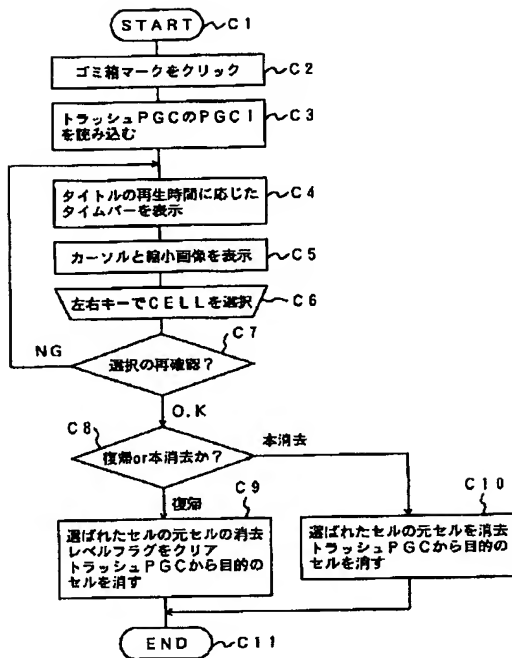 START
C1
ゴミ箱マークをクリック
C2
トラッシュPGCのPGCI
を読み込む
C3
タイトルの再生時間に応じた
タイムバーを表示
C4
カーソルと縮小画像を表示
C5
左右キーでCELLを選択
C6
C7
NG
選択の再確認?
O.K
C8
復帰or本消去か?
本消去
復帰
C9
C10
選ばれたセルの元セルの消去
レベルフラグをクリア
トラッシュPGCから目的の
セルを消す
選ばれたセルの元セルを消去
トラッシュPGCから目的の
セルを消す
END
C11